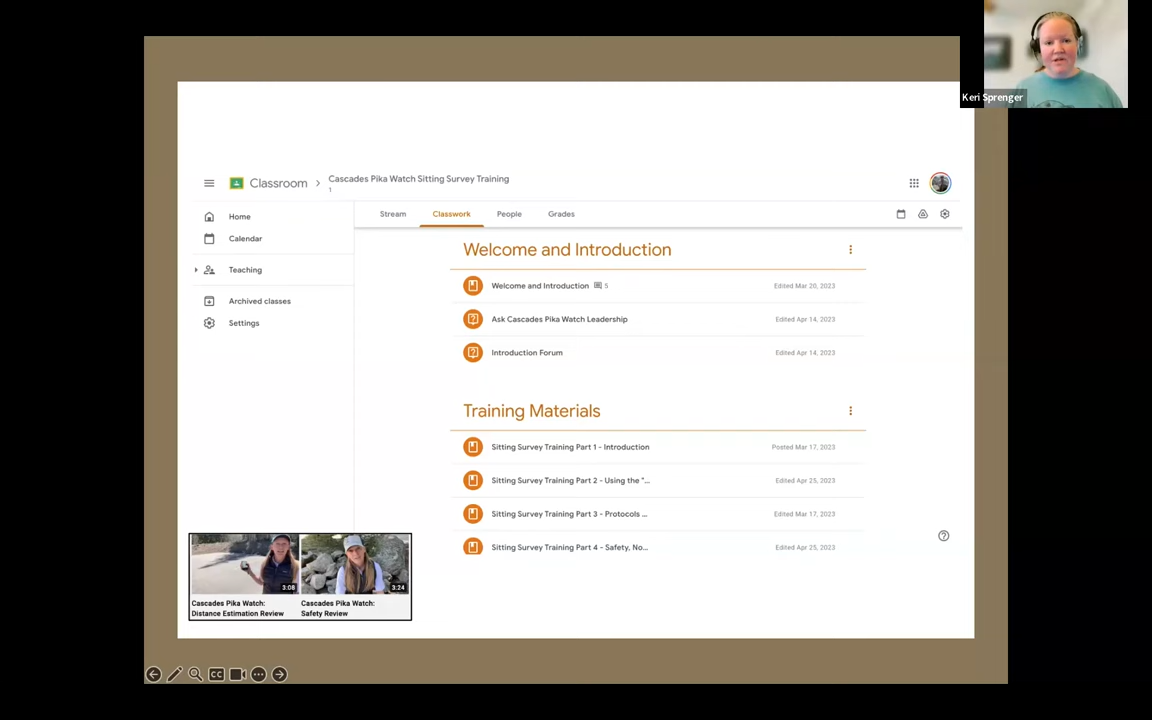 Keri Sprenger
Classroom
Cascades Pika Watch Sitting Survey Training
1
Home
Calendar
Teaching
Archived classes
Settings
Stream
Classwork
People
Grades
Welcome and Introduction
Welcome and Introduction 5
Edited Mar 20, 2023
Ask Cascades Pika Watch Leadership
Edited Apr 14, 2023
Introduction Forum
Edited Apr 14, 2023
Training Materials
Sitting Survey Training Part 1 - Introduction
Posted Mar 17, 2023
Sitting Survey Training Part 2 - Using the "...
Edited Apr 25, 2023
Sitting Survey Training Part 3 - Protocols ...
Edited Mar 17, 2023
Sitting Survey Training Part 4 - Safety, No...
Edited Apr 25, 2023
3:08
Cascades Pika Watch:
Distance Estimation Review
3:24
Cascades Pika Watch:
Safety Review
CC